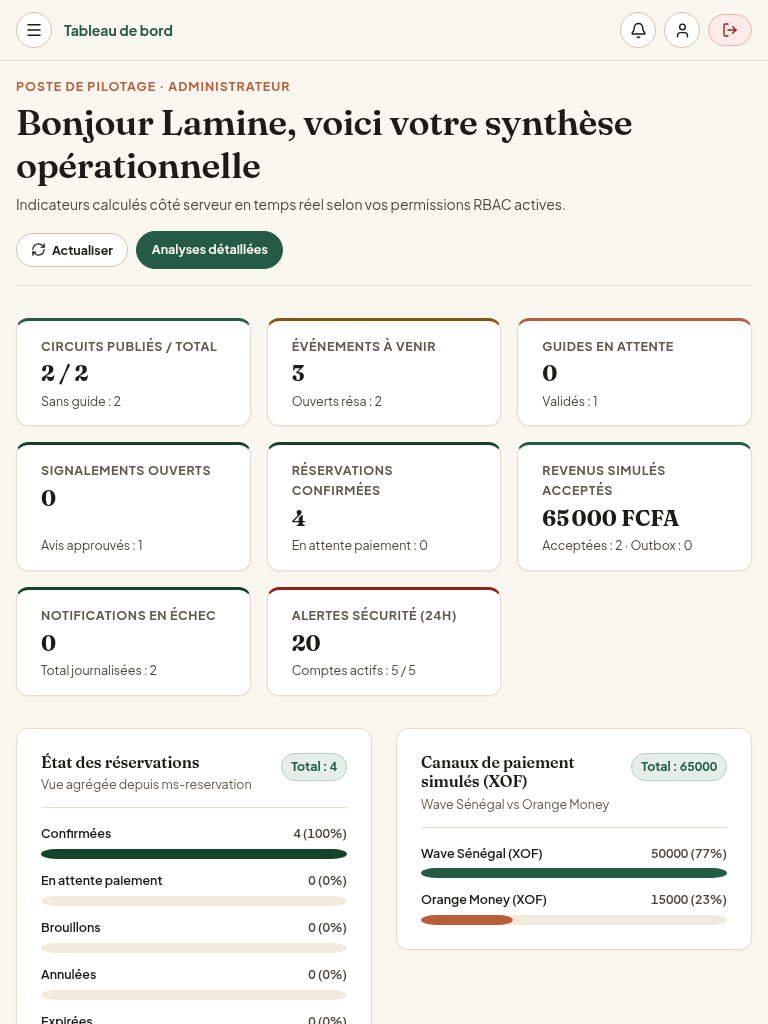 Tableau de bord
POSTE DE PILOTAGE · ADMINISTRATEUR
Bonjour Lamine, voici votre synthèse
opérationnelle
Indicateurs calculés côté serveur en temps réel selon vos permissions RBAC actives.
Actualiser
Analyses détaillées
CIRCUITS PUBLIÉS / TOTAL
2 / 2
Sans guide : 2
ÉVÉNEMENTS À VENIR
3
Ouverts résa : 2
GUIDES EN ATTENTE
0
Validés : 1
SIGNALEMENTS OUVERTS
0
Avis approuvés : 1
RÉSERVATIONS
CONFIRMÉES
4
En attente paiement : 0
REVENUS SIMULÉS
ACCEPTÉS
65 000 FCFA
Acceptées : 2 · Outbox : 0
NOTIFICATIONS EN ÉCHEC
0
Total journalisées : 2
ALERTES SÉCURITÉ (24H)
20
Comptes actifs : 5 / 5
État des réservations
Vue agrégée depuis ms-reservation
Total : 4
Confirmées 4 (100%)
En attente paiement 0 (0%)
Brouillons 0 (0%)
Annulées 0 (0%)
Expirées 0 (0%)
Canaux de paiement
simulés (XOF)
Wave Sénégal vs Orange Money
Total : 65000
Wave Sénégal (XOF) 50000 (77%)
Orange Money (XOF) 15000 (23%)